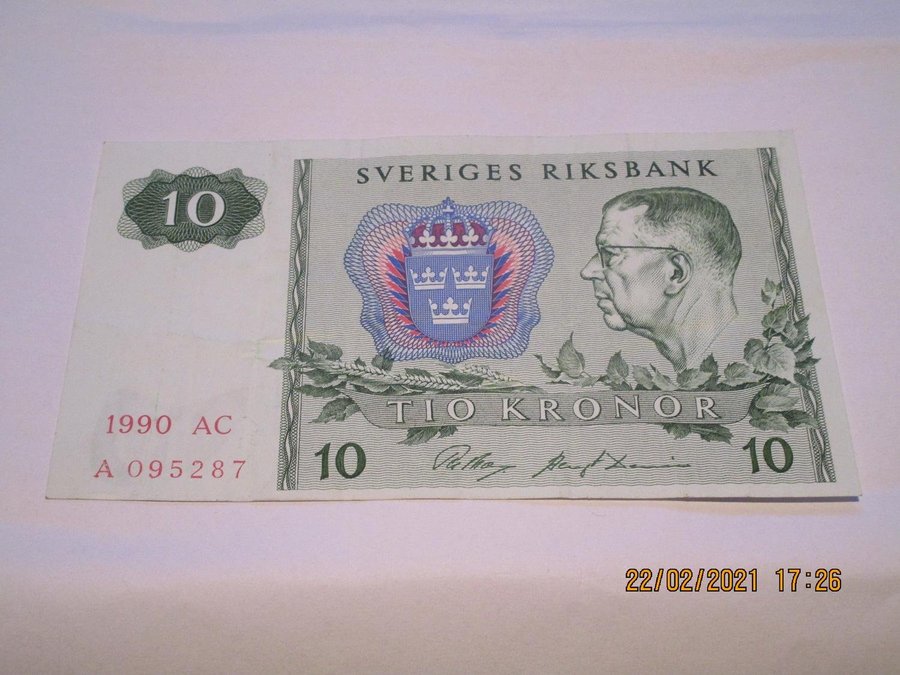 10
SVERIGES RIKSBANK
TIO KRONOR
1990 AC
A 095287
10
10
22/02/2021 17:26